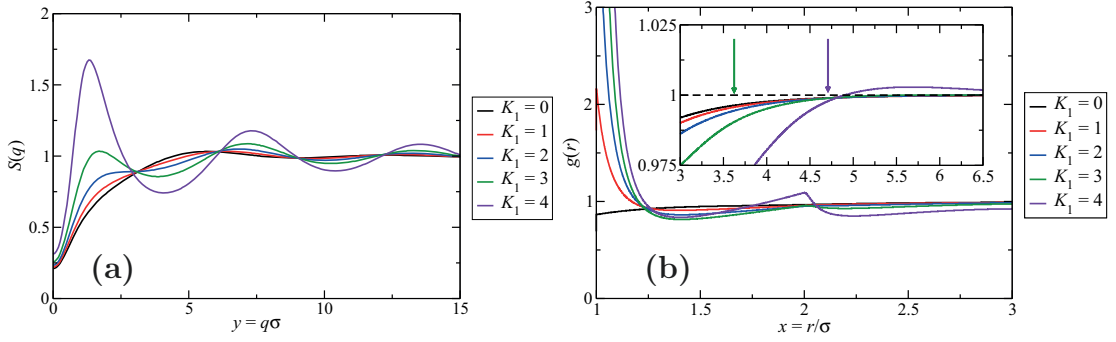 2
1.5
1
0.5
0
S(q)
0 5 10 15
y = qσ
(a)
K₁ = 0
K₁ = 1
K₁ = 2
K₁ = 3
K₁ = 4
3
2
1
0
g(r)
1 1.5 2 2.5 3
x = r/σ
(b)
1.025
1
0.975
3 3.5 4 4.5 5 5.5 6 6.5
K₁ = 0
K₁ = 1
K₁ = 2
K₁ = 3
K₁ = 4